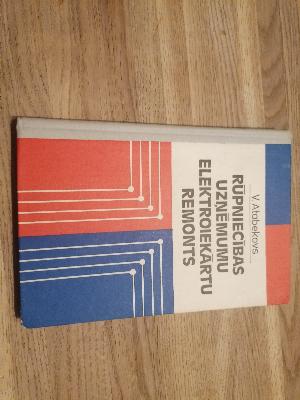 V. Atabekovs
RŪPNIECĪBAS
UZŅĒMUMU
ELEKTROIEKĀRTU
REMONTS